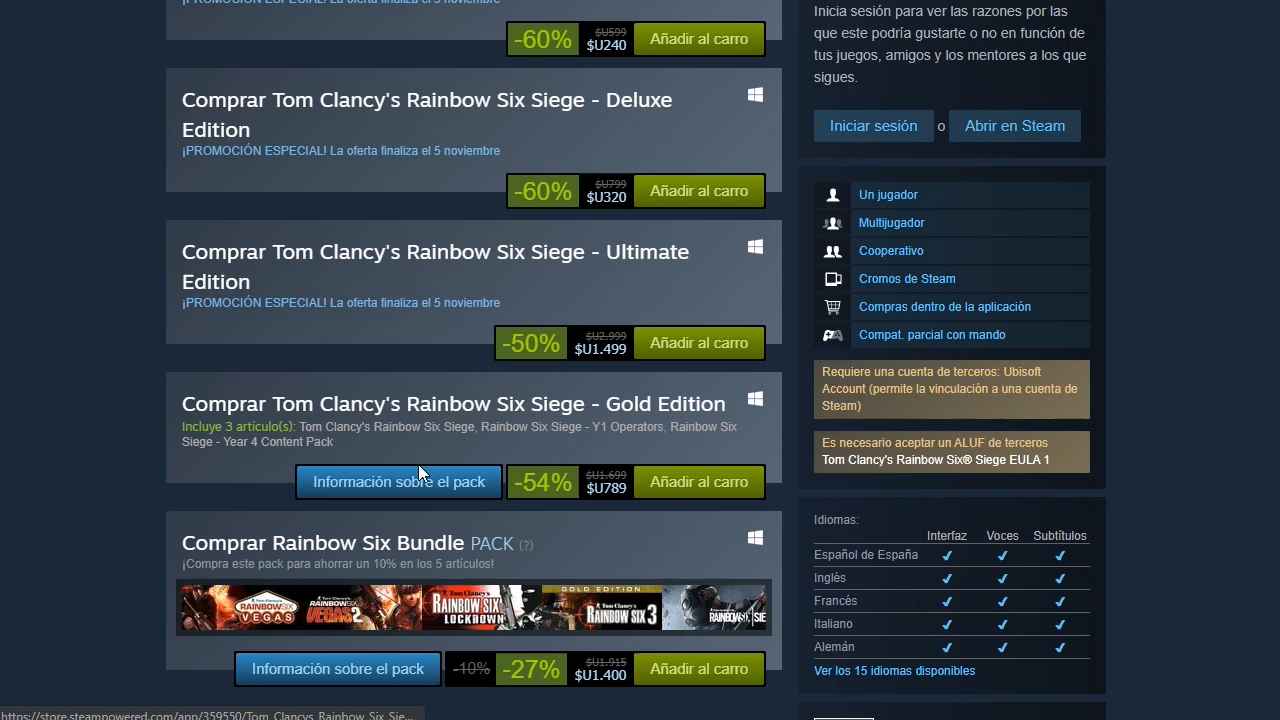 ¡PROMOCIÓN ESPECIAL! La oferta finaliza el 5 noviembre
-60% $U599 $U240 Añadir al carro
Comprar Tom Clancy's Rainbow Six Siege - Deluxe
Edition
¡PROMOCIÓN ESPECIAL! La oferta finaliza el 5 noviembre
-60% $U799 $U320 Añadir al carro
Comprar Tom Clancy's Rainbow Six Siege - Ultimate
Edition
¡PROMOCIÓN ESPECIAL! La oferta finaliza el 5 noviembre
-50% $U2.999 $U1.499 Añadir al carro
Comprar Tom Clancy's Rainbow Six Siege - Gold Edition
Incluye 3 artículo(s): Tom Clancy's Rainbow Six Siege, Rainbow Six Siege - Y1 Operators, Rainbow Six
Siege - Year 4 Content Pack
Información sobre el pack -54% $U1.699 $U789 Añadir al carro
Comprar Rainbow Six Bundle PACK (?)
¡Compra este pack para ahorrar un 10% en los 5 artículos!
RAINBOW SIX VEGAS
RAINBOW SIX VEGAS 2
Tom Clancy's RAINBOW SIX LOCKDOWN
GOLD EDITION Tom Clancy's RAINBOW SIX 3
RAINBOW SIX SIE
Información sobre el pack -10% -27% $U1.915 $U1.400 Añadir al carro
https://store.steampowered.com/app/359550/Tom_Clancys_Rainbow_Six_Sie...
Inicia sesión para ver las razones por las
que este podría gustarte o no en función de
tus juegos, amigos y los mentores a los que
sigues.
Iniciar sesión o Abrir en Steam
Un jugador
Multijugador
Cooperativo
Cromos de Steam
Compras dentro de la aplicación
Compat. parcial con mando
Requiere una cuenta de terceros: Ubisoft
Account (permite la vinculación a una cuenta de
Steam)
Es necesario aceptar un ALUF de terceros
Tom Clancy's Rainbow Six® Siege EULA 1
Idiomas:
Interfaz Voces Subtítulos
Español de España ✔ ✔ ✔
Inglés ✔ ✔ ✔
Francés ✔ ✔ ✔
Italiano ✔ ✔ ✔
Alemán ✔ ✔ ✔
Ver los 15 idiomas disponibles